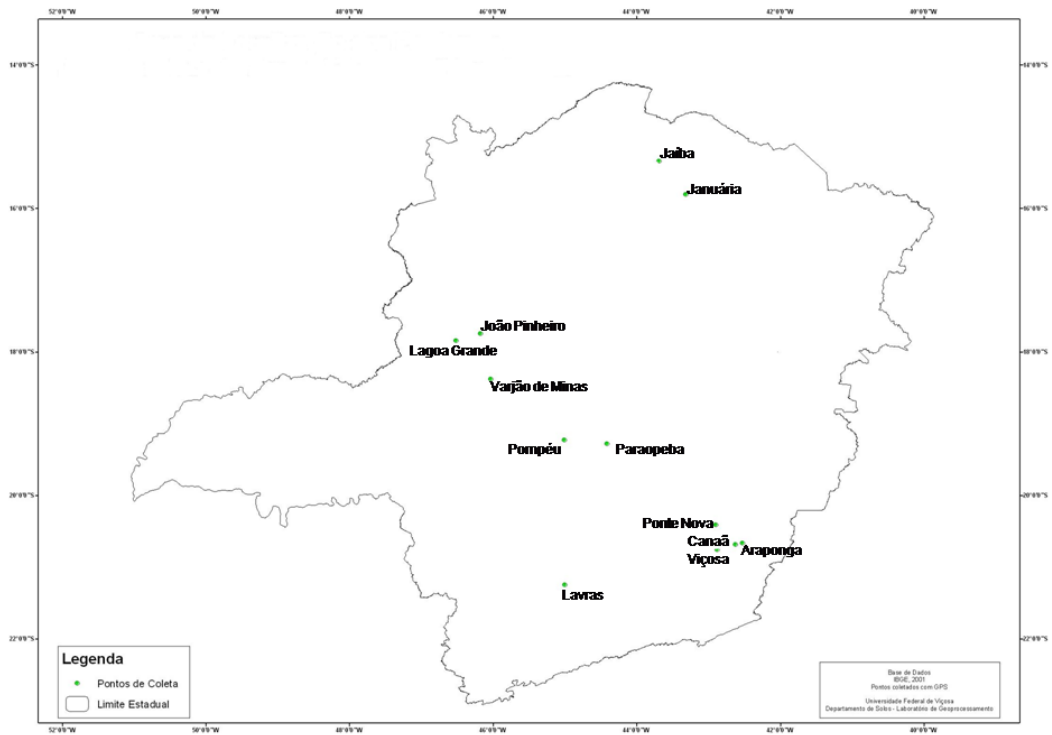 52°0'0"W 50°0'0"W 48°0'0"W 46°0'0"W 44°0'0"W 42°0'0"W 40°0'0"W
14°0'0"S 14°0'0"S
Jaíba
Januária
16°0'0"S 16°0'0"S
João Pinheiro
Lagoa Grande
18°0'0"S 18°0'0"S
Varjão de Minas
Pompéu Paraopeba
20°0'0"S 20°0'0"S
Ponte Nova
Canaã
Araponga
Viçosa
Lavras
22°0'0"S 22°0'0"S
Legenda
Pontos de Coleta
Limite Estadual
Base de Dados
IBGE, 2001
Pontos coletados com GPS
Universidade Federal de Viçosa
Departamento de Solos - Laboratório de Geoprocessamento
52°0'0"W 50°0'0"W 48°0'0"W 46°0'0"W 44°0'0"W 42°0'0"W 40°0'0"W